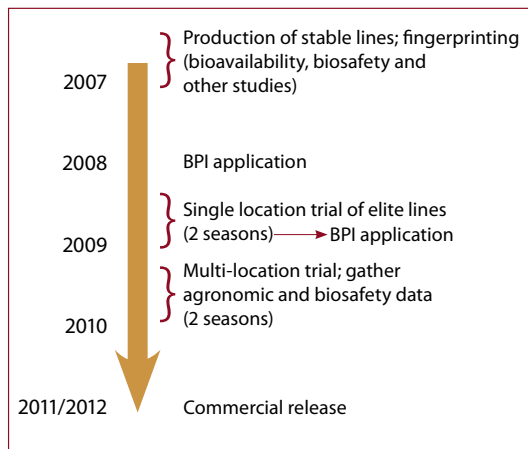 Production of stable lines; fingerprinting
(bioavailability, biosafety and
other studies)
2007
2008
BPI application
Single location trial of elite lines
(2 seasons) BPI application
2009
Multi-location trial; gather
agronomic and biosafety data
(2 seasons)
2010
2011/2012
Commercial release